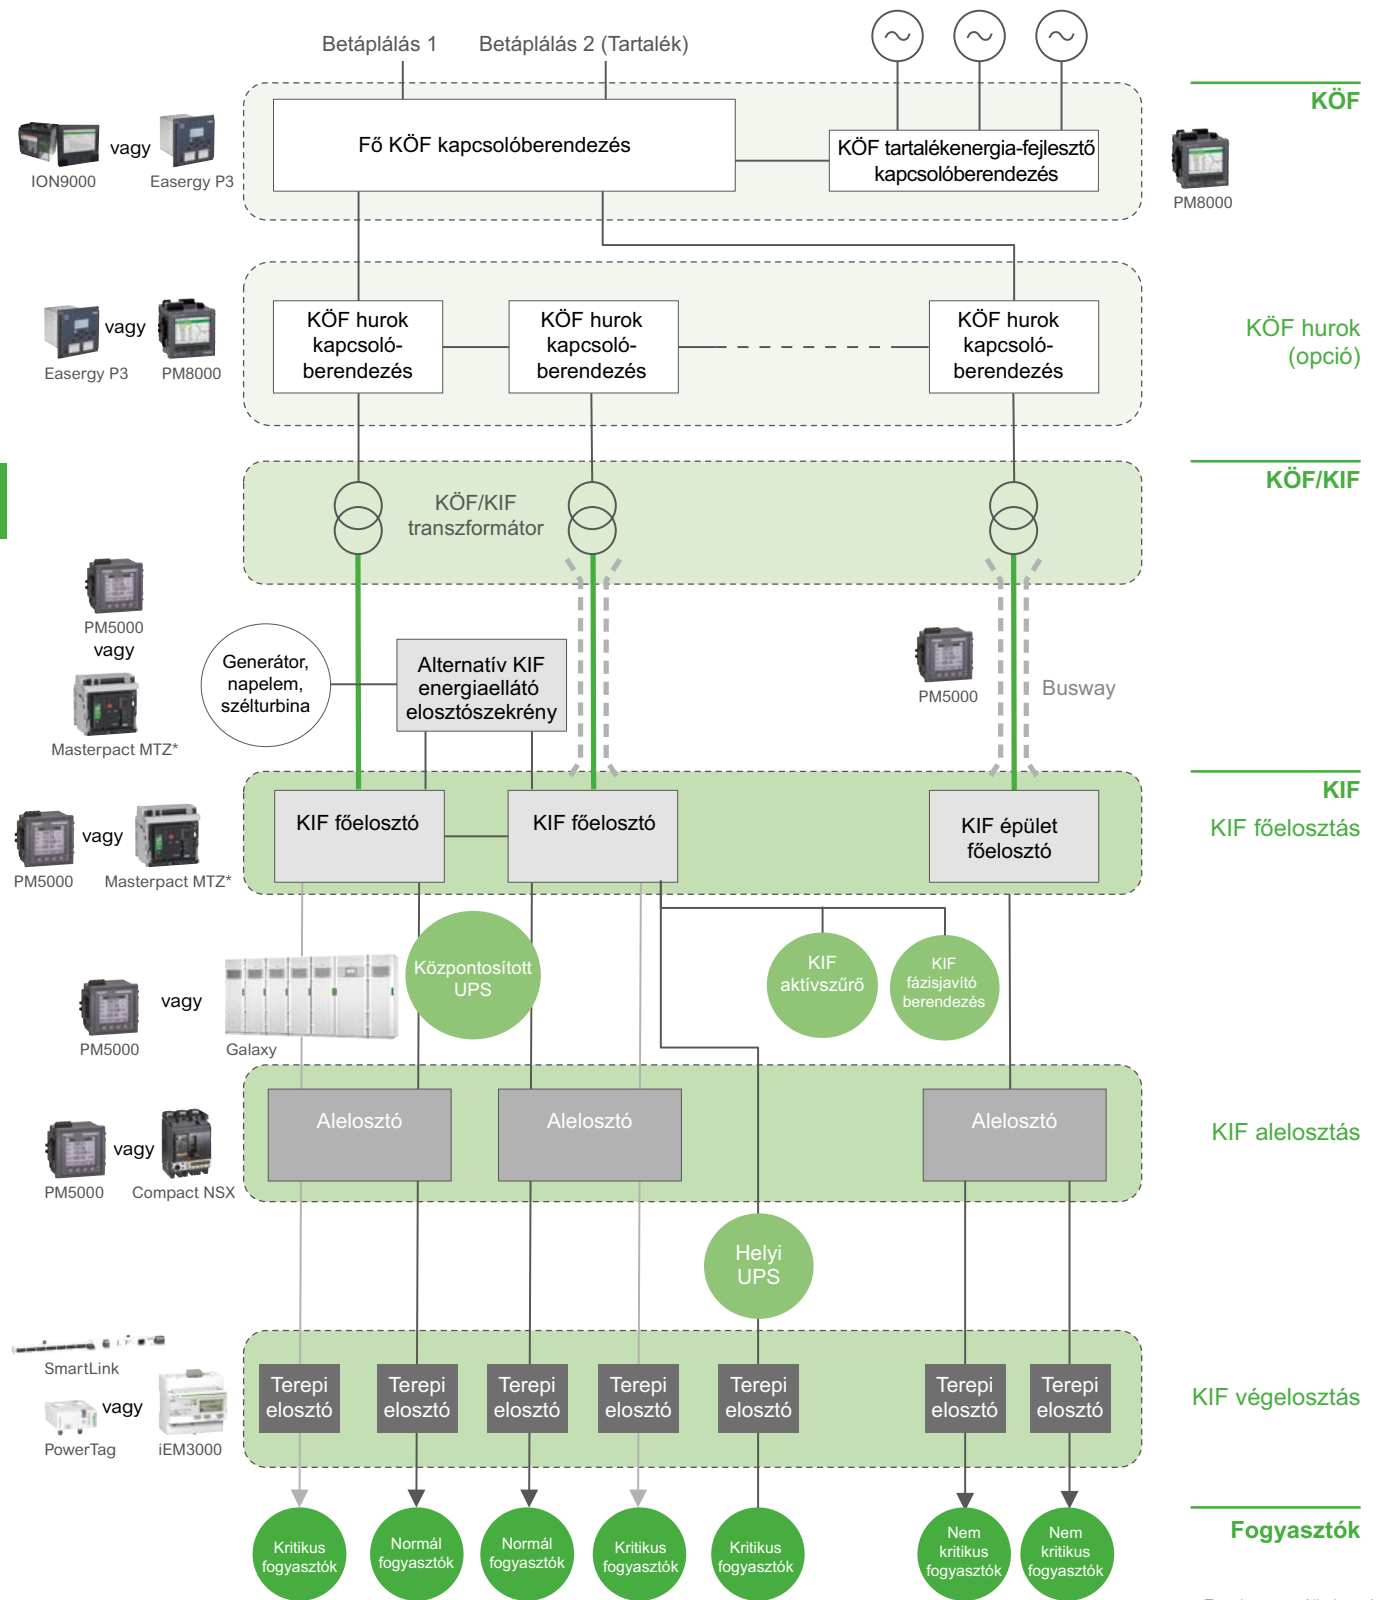 Betáplálás 1
Betáplálás 2 (Tartalék)
KÖF
Fő KÖF kapcsolóberendezés
KÖF tartalékenergia-fejlesztő
kapcsolóberendezés
vagy
ION9000
Easergy P3
PM8000
KÖF hurok
kapcsoló-
berendezés
KÖF hurok
kapcsoló-
berendezés
KÖF hurok
kapcsoló-
berendezés
vagy
Easergy P3
PM8000
KÖF hurok
(opció)
KÖF/KIF
KÖF/KIF
transzformátor
PM5000
vagy
Masterpact MTZ*
Generátor,
napelem,
szélturbina
Alternatív KIF
energiaellátó
elosztószekrény
PM5000
Busway
KIF
KIF főelosztó
KIF főelosztó
KIF épület
főelosztó
KIF főelosztás
vagy
PM5000
Masterpact MTZ*
Központosított
UPS
KIF
aktívszűrő
KIF
fázisjavító
berendezés
vagy
PM5000
Galaxy
Alelosztó
Alelosztó
Alelosztó
KIF alelosztás
vagy
PM5000
Compact NSX
Helyi
UPS
SmartLink
vagy
PowerTag
iEM3000
Terepi
elosztó
Terepi
elosztó
Terepi
elosztó
Terepi
elosztó
Terepi
elosztó
Terepi
elosztó
Terepi
elosztó
KIF végelosztás
Kritikus
fogyasztók
Normál
fogyasztók
Normál
fogyasztók
Kritikus
fogyasztók
Kritikus
fogyasztók
Nem
kritikus
fogyasztók
Nem
kritikus
fogyasztók
Fogyasztók